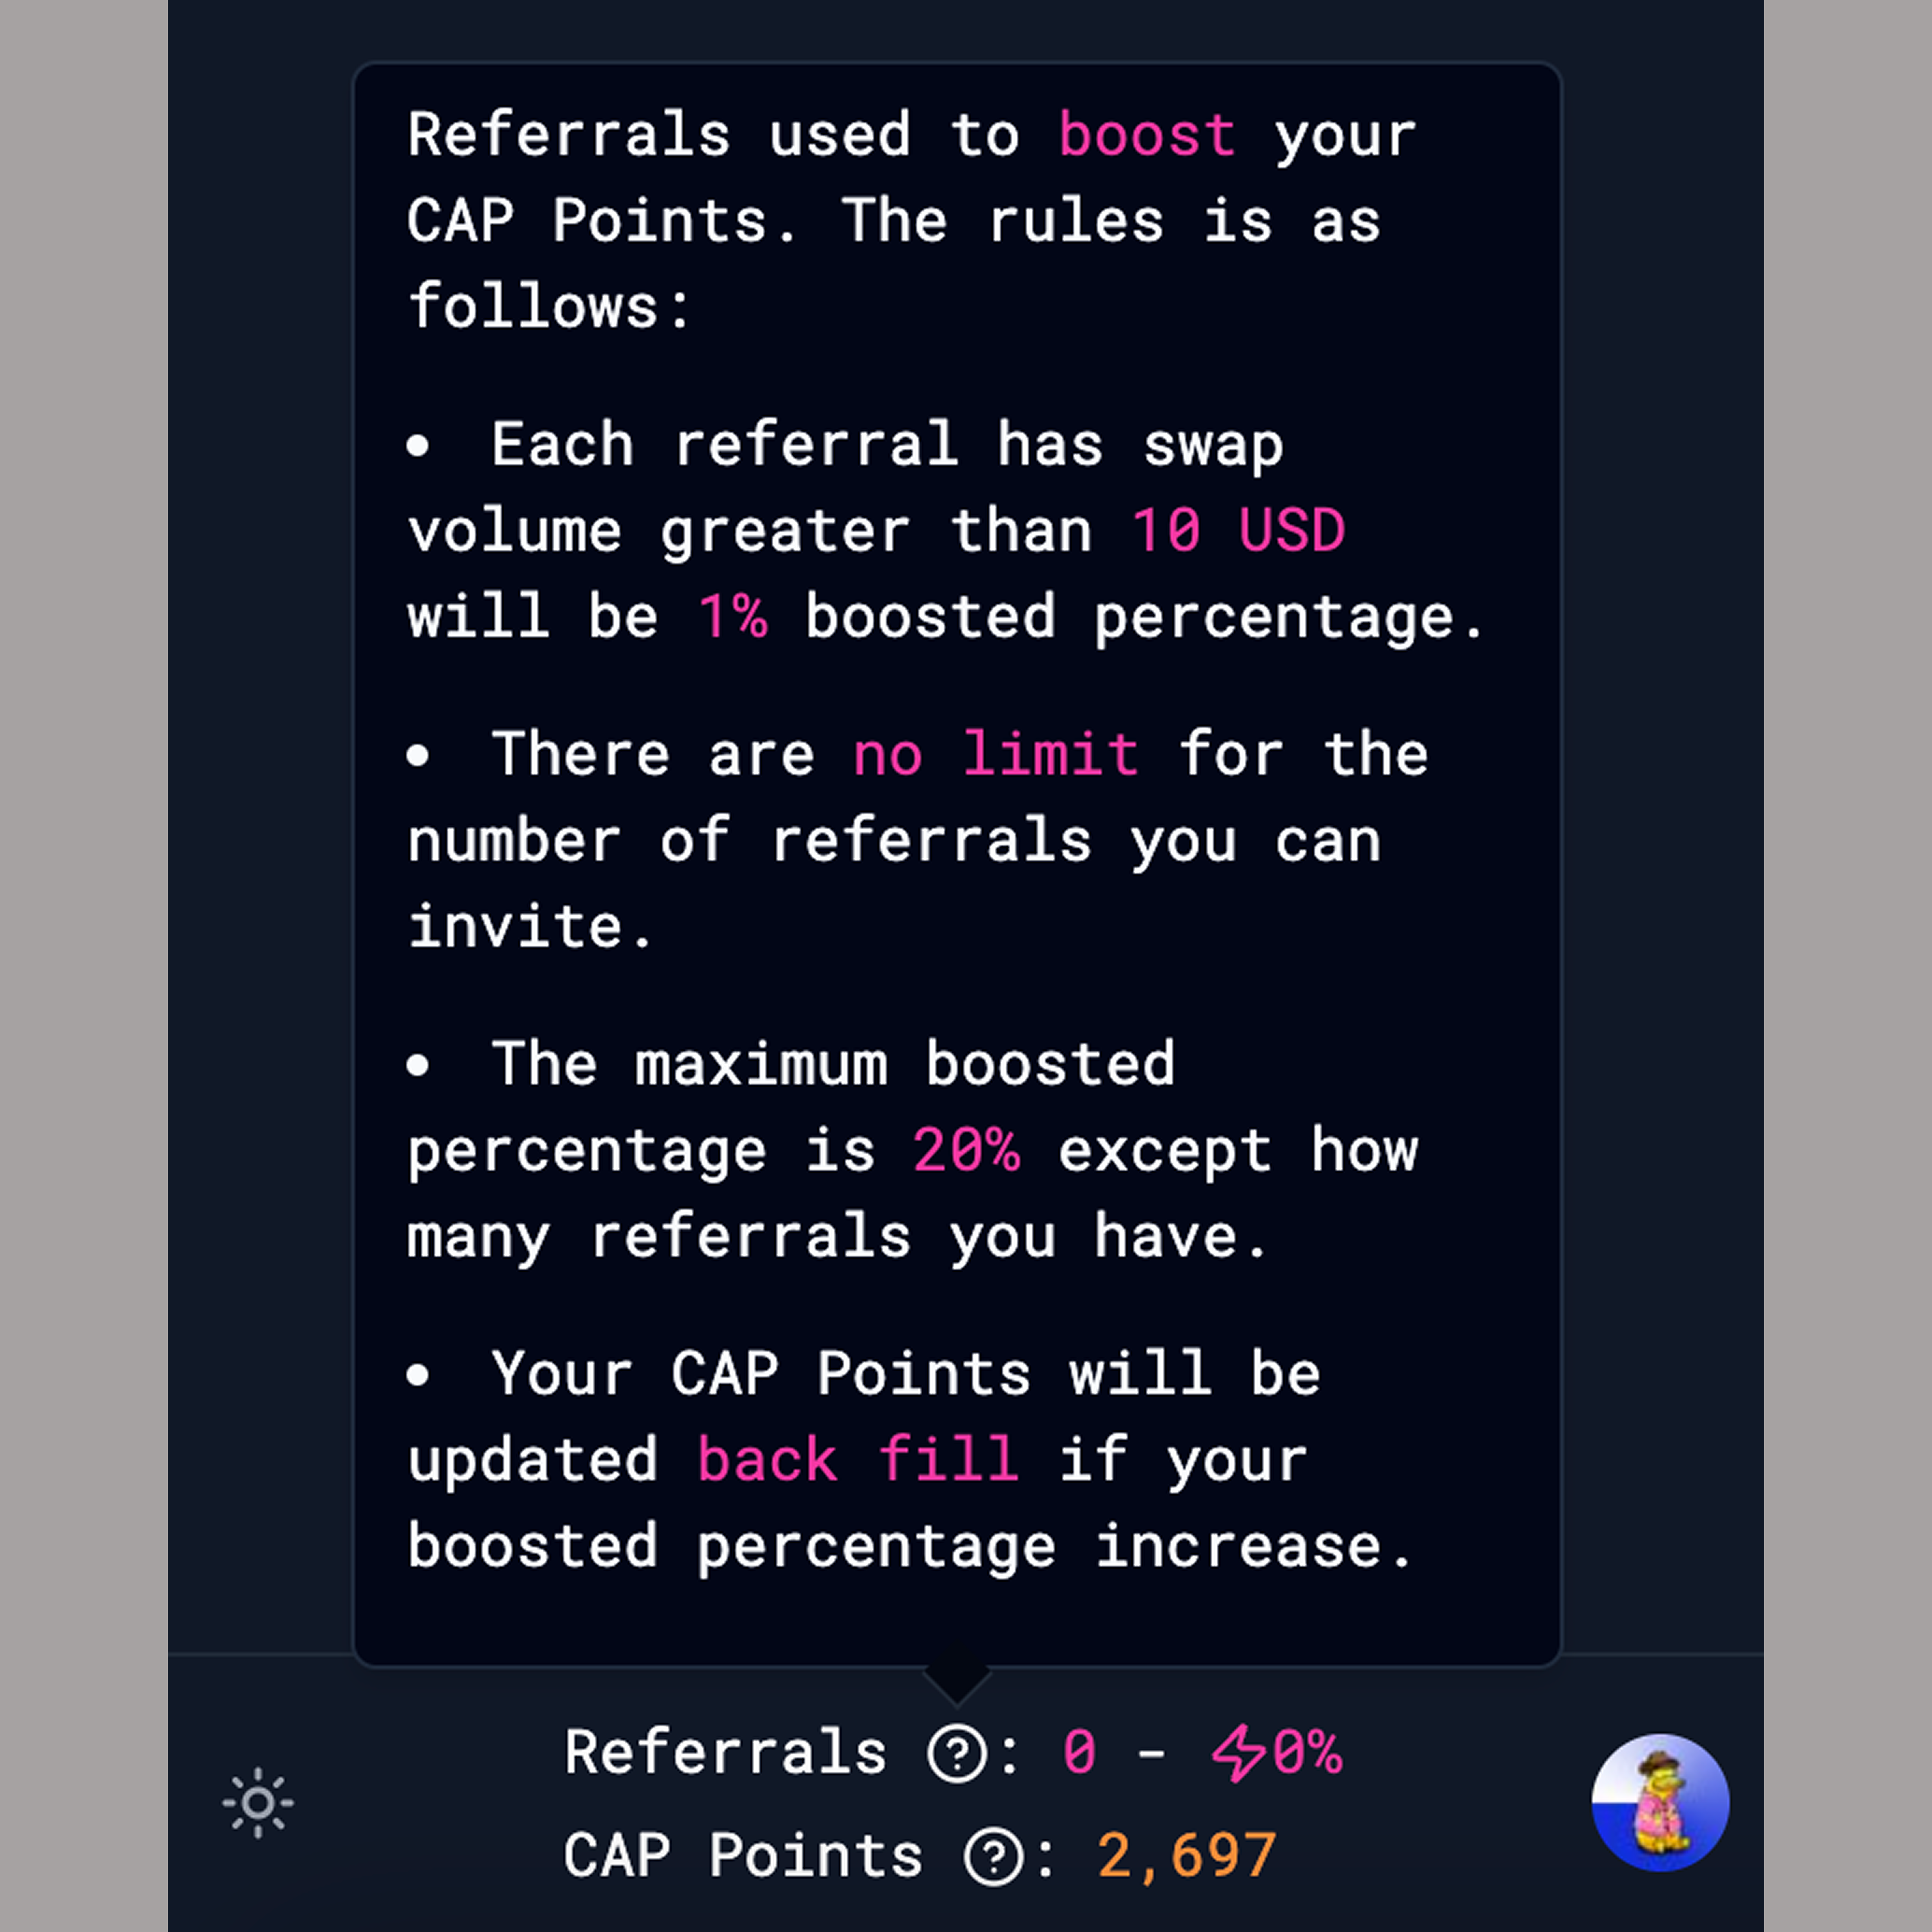 Referrals used to boost your
CAP Points. The rules is as
follows:
• Each referral has swap
volume greater than 10 USD
will be 1% boosted percentage.
• There are no limit for the
number of referrals you can
invite.
• The maximum boosted
percentage is 20% except how
many referrals you have.
• Your CAP Points will be
updated back fill if your
boosted percentage increase.
Referrals ?: 0 - ⚡0%
CAP Points ?: 2,697